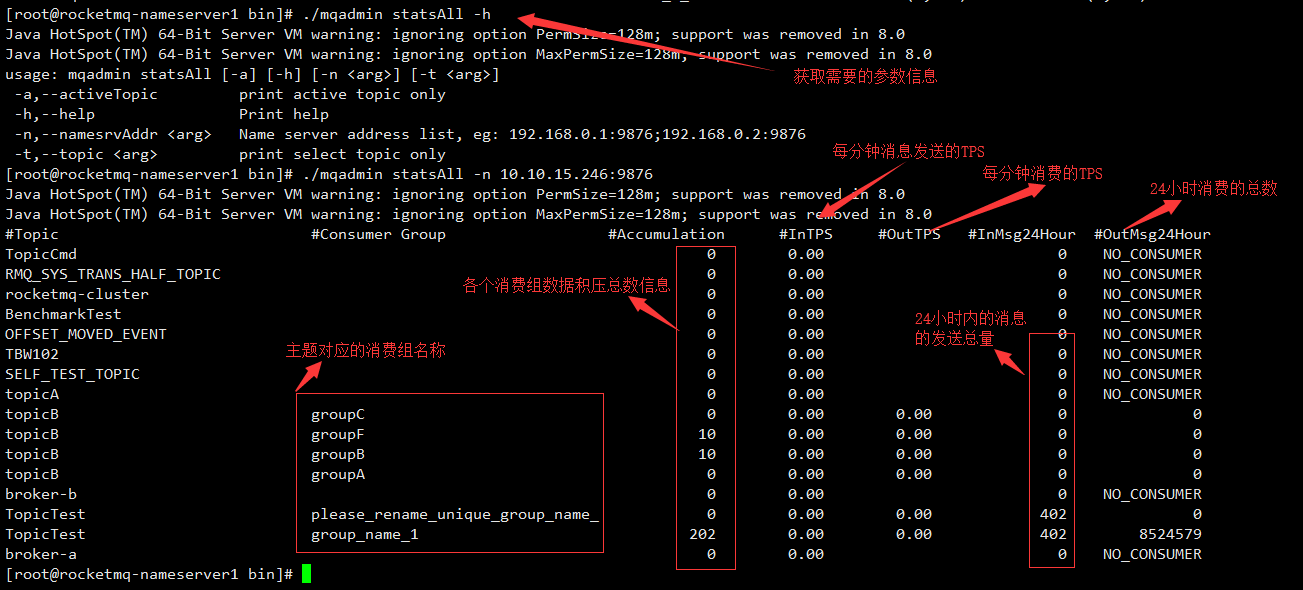 [root@rocketmq-nameserver1 bin]# ./mqadmin statsAll -h
Java HotSpot(TM) 64-Bit Server VM warning: ignoring option PermSize=128m; support was removed in 8.0
Java HotSpot(TM) 64-Bit Server VM warning: ignoring option MaxPermSize=128m; support was removed in 8.0
usage: mqadmin statsAll [-a] [-h] [-n <arg>] [-t <arg>]
获取需要的参数信息
-a,--activeTopic print active topic only
-h,--help Print help
-n,--namesrvAddr <arg> Name server address list, eg: 192.168.0.1:9876;192.168.0.2:9876
-t,--topic <arg> print select topic only
每分钟消息发送的TPS
[root@rocketmq-nameserver1 bin]# ./mqadmin statsAll -n 10.10.15.246:9876
每分钟消费的TPS
24小时消费的总数
Java HotSpot(TM) 64-Bit Server VM warning: ignoring option PermSize=128m; support was removed in 8.0
Java HotSpot(TM) 64-Bit Server VM warning: ignoring option MaxPermSize=128m; support was removed in 8.0
#Topic #Consumer Group #Accumulation #InTPS #OutTPS #InMsg24Hour #OutMsg24Hour
TopicCmd 0 0.00 0 NO_CONSUMER
RMQ_SYS_TRANS_HALF_TOPIC 0 0.00 0 NO_CONSUMER
各个消费组数据积压总数信息
rocketmq-cluster 0 0.00 0 NO_CONSUMER
BenchmarkTest 0 0.00 0 NO_CONSUMER
24小时内的消息
的发送总量
OFFSET_MOVED_EVENT 0 0.00 0 NO_CONSUMER
主题对应的消费组名称
TBW102 0 0.00 0 NO_CONSUMER
SELF_TEST_TOPIC 0 0.00 0 NO_CONSUMER
topicA 0 0.00 0 NO_CONSUMER
topicB groupC 0 0.00 0.00 0 0
topicB groupF 10 0.00 0.00 0 0
topicB groupB 10 0.00 0.00 0 0
topicB groupA 0 0.00 0.00 0 0
broker-b 0 0.00 0 NO_CONSUMER
TopicTest please_rename_unique_group_name_ 0 0.00 0.00 402 0
TopicTest group_name_1 202 0.00 0.00 402 8524579
broker-a 0 0.00 0 NO_CONSUMER
[root@rocketmq-nameserver1 bin]#